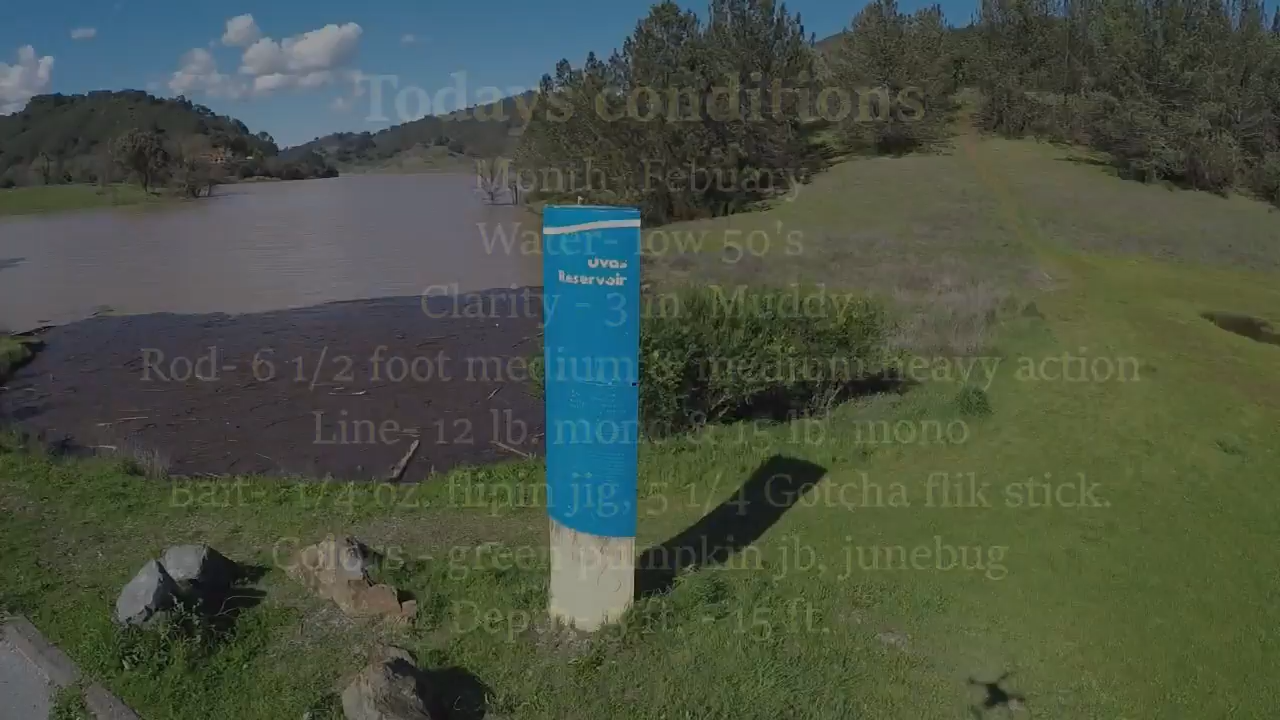 Todays conditions
Month- Febuary
Water- low 50's
Uvas
Reservoir
Clarity - 3 in. Muddy
Rod- 6 1/2 foot medium & medium heavy action
Line- 12 lb. mono & 15 lb. mono
Bait- 1/4 oz. flipin jig, 5 1/4 Gotcha flik stick.
Colors - green pumpkin jb, junebug
ft. - 15 ft.